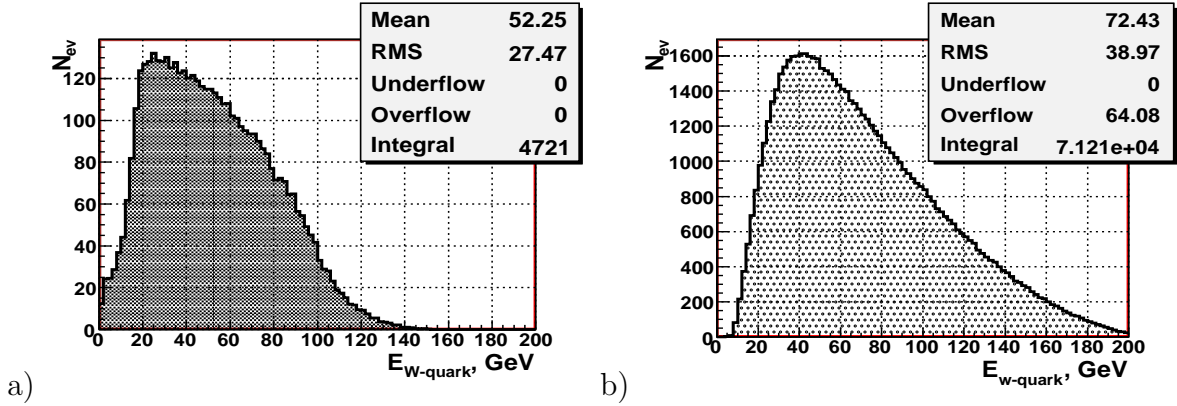 Mean 52.25
RMS 27.47
Underflow 0
Overflow 0
Integral 4721
N_ev
120
100
80
60
40
20
0
0 20 40 60 80 100 120 140 160 180 200
E_W-quark, GeV
a)
Mean 72.43
RMS 38.97
Underflow 0
Overflow 64.08
Integral 7.121e+04
N_ev
1600
1400
1200
1000
800
600
400
200
0
0 20 40 60 80 100 120 140 160 180 200
E_w-quark, GeV
b)